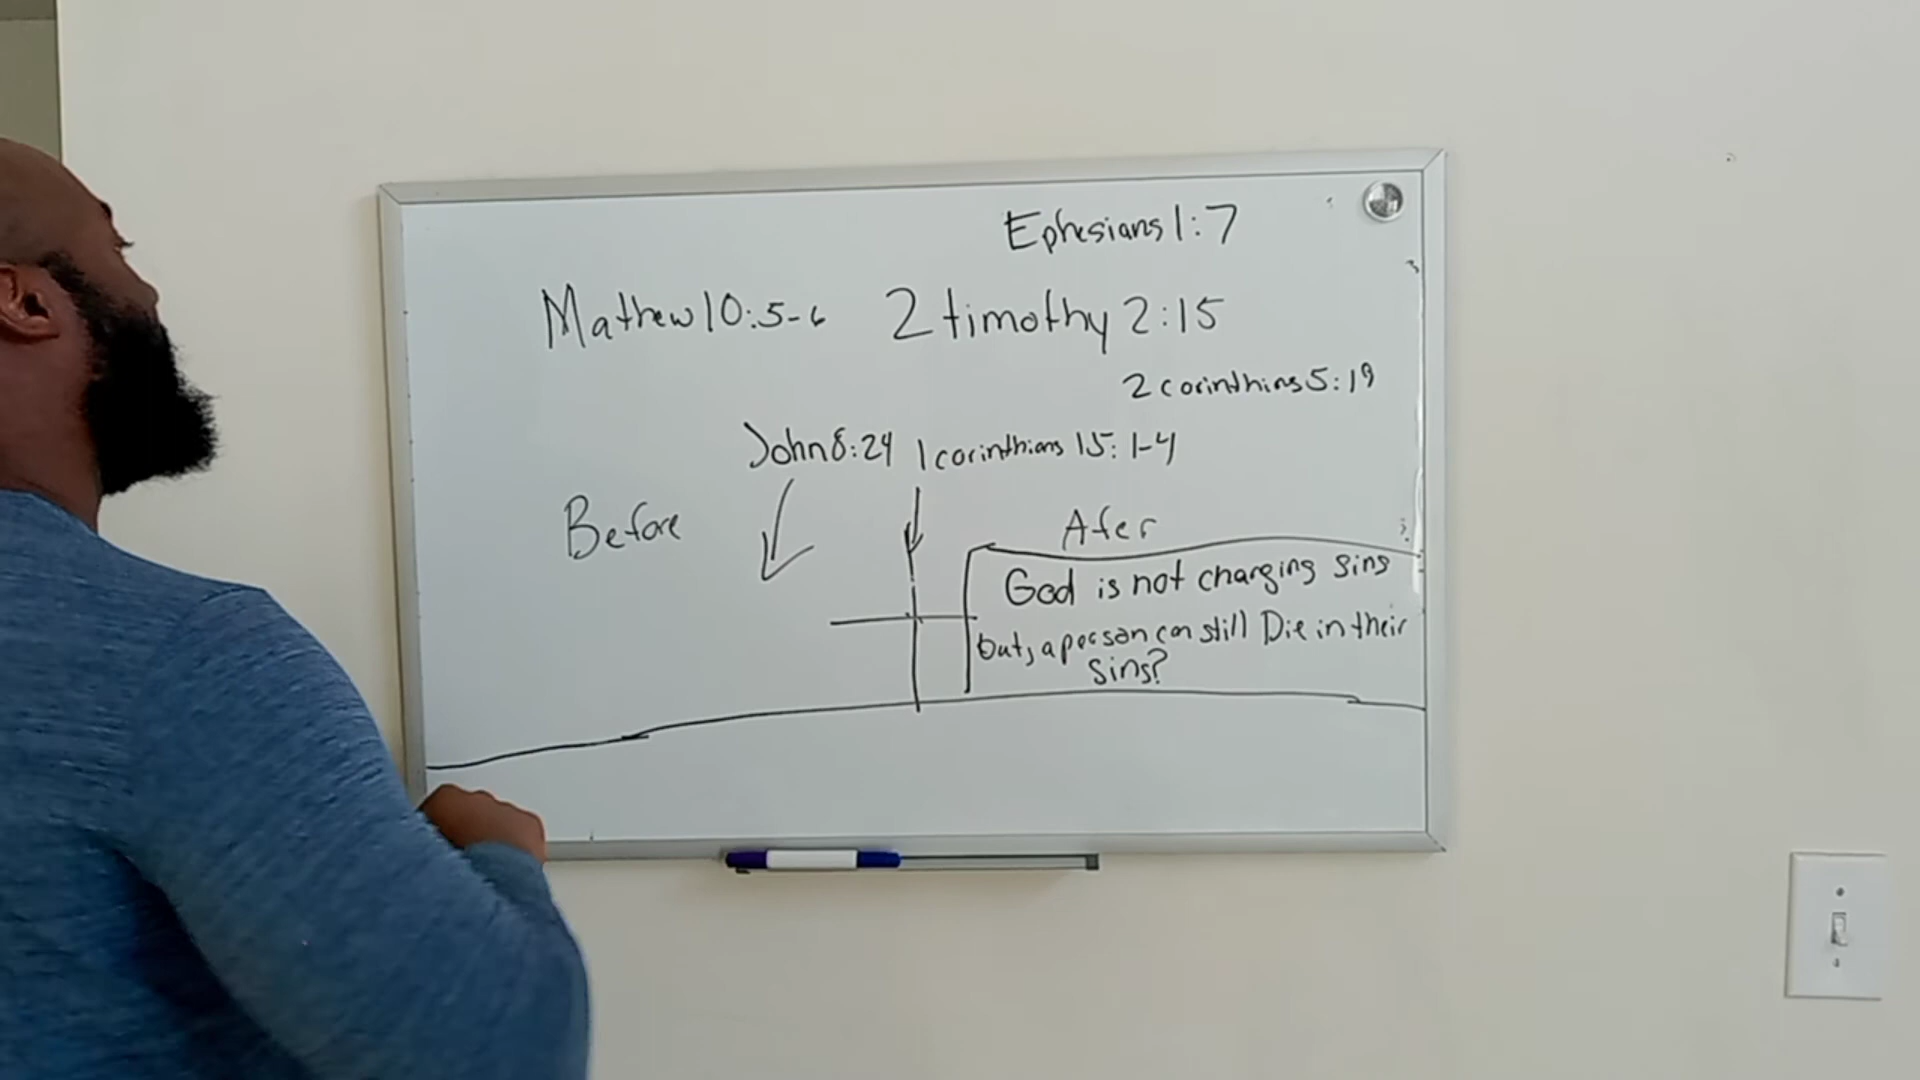 Ephesians 1:7
Mathew 10:5-6 2 timothy 2:15
2 corinthians 5:19
John 8:24 1 corinthians 15:1-4
Before Afer
God is not charging sins
but, a person can still Die in their
sins?